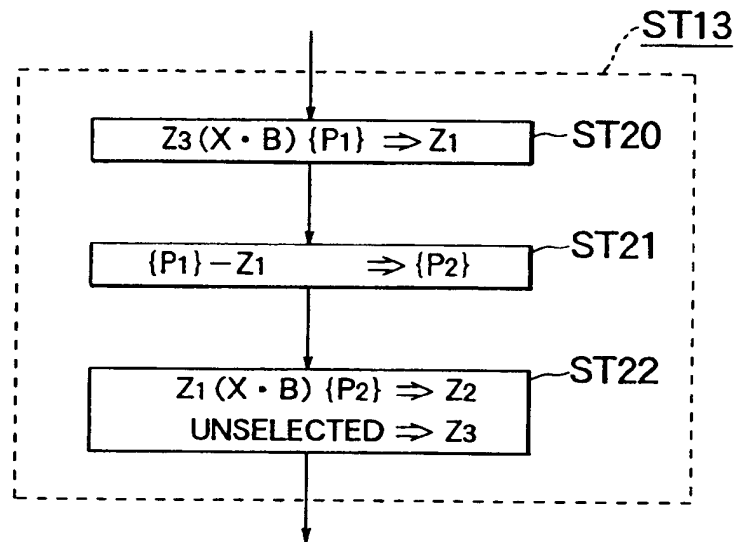 ST13
Z3 (X・B) {P1} ⇒ Z1
ST20
{P1} − Z1 ⇒ {P2}
ST21
Z1 (X・B) {P2} ⇒ Z2
UNSELECTED ⇒ Z3
ST22